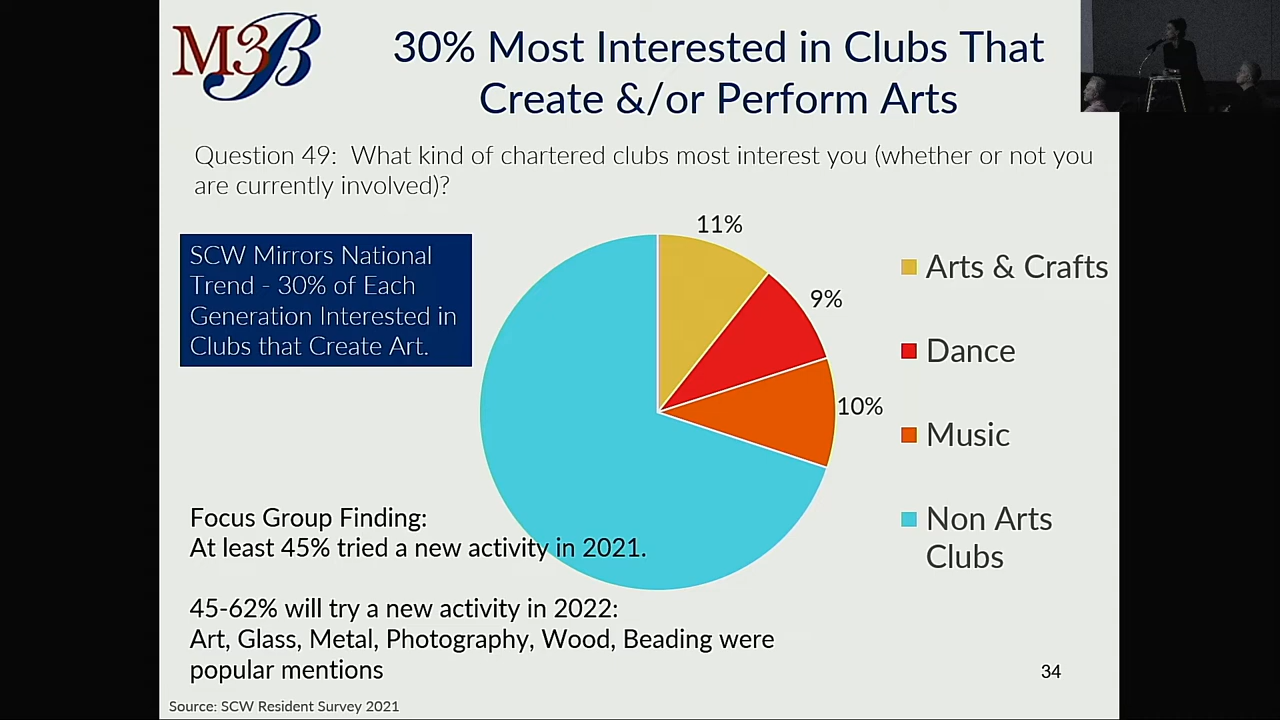 M3B
30% Most Interested in Clubs That
Create &/or Perform Arts
Question 49: What kind of chartered clubs most interest you (whether or not you
are currently involved)?
SCW Mirrors National
Trend - 30% of Each
Generation Interested in
Clubs that Create Art.
11%
9%
10%
Arts & Crafts
Dance
Music
Non Arts
Clubs
Focus Group Finding:
At least 45% tried a new activity in 2021.
45-62% will try a new activity in 2022:
Art, Glass, Metal, Photography, Wood, Beading were
popular mentions
34
Source: SCW Resident Survey 2021